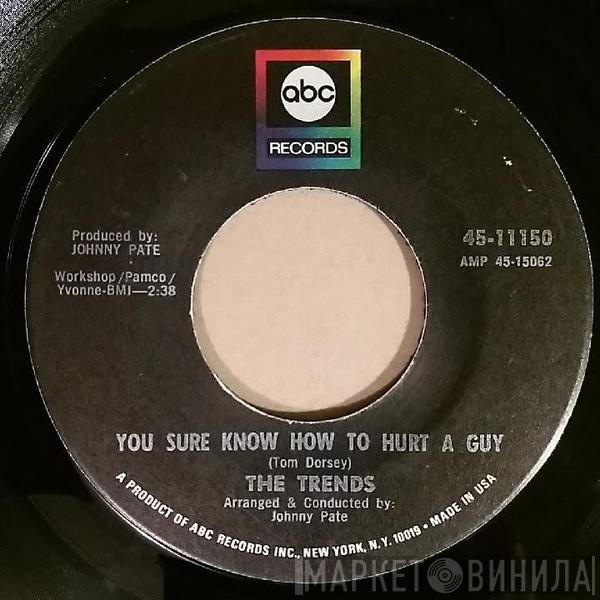 abc
RECORDS
Produced by:
JOHNNY PATE
Workshop/Pamco/
Yvonne-BMI—2:38
45-11150
AMP 45-15062
YOU SURE KNOW HOW TO HURT A GUY
(Tom Dorsey)
THE TRENDS
Arranged & Conducted by:
Johnny Pate
A PRODUCT OF ABC RECORDS INC., NEW YORK, N.Y. 10019 • MADE IN USA
МАРКЕТ ВИНИЛА